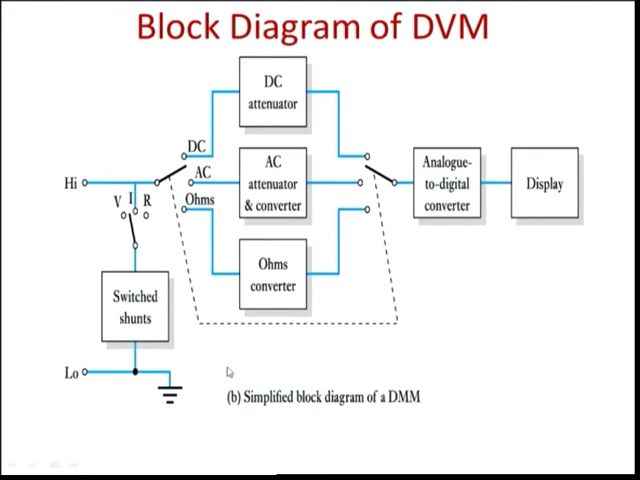 Block Diagram of DVM
DC
attenuator
DC
Hi
AC
AC
attenuator
& converter
Analogue-
to-digital
converter
Display
V I R
Ohms
Ohms
converter
Switched
shunts
Lo
(b) Simplified block diagram of a DMM